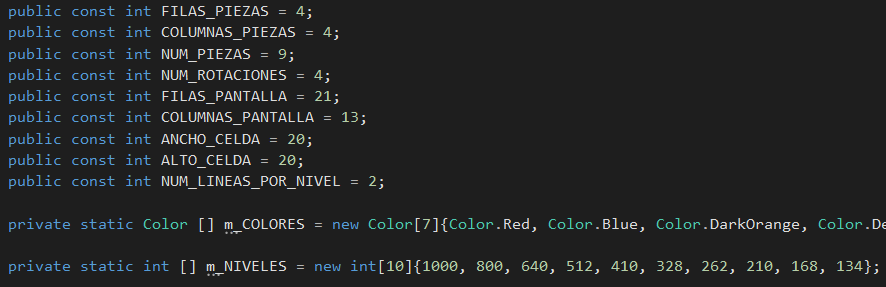 public const int FILAS_PIEZAS = 4;
public const int COLUMNAS_PIEZAS = 4;
public const int NUM_PIEZAS = 9;
public const int NUM_ROTACIONES = 4;
public const int FILAS_PANTALLA = 21;
public const int COLUMNAS_PANTALLA = 13;
public const int ANCHO_CELDA = 20;
public const int ALTO_CELDA = 20;
public const int NUM_LINEAS_POR_NIVEL = 2;
private static Color [] m_COLORES = new Color[7]{Color.Red, Color.Blue, Color.DarkOrange, Color.De
private static int [] m_NIVELES = new int[10]{1000, 800, 640, 512, 410, 328, 262, 210, 168, 134};